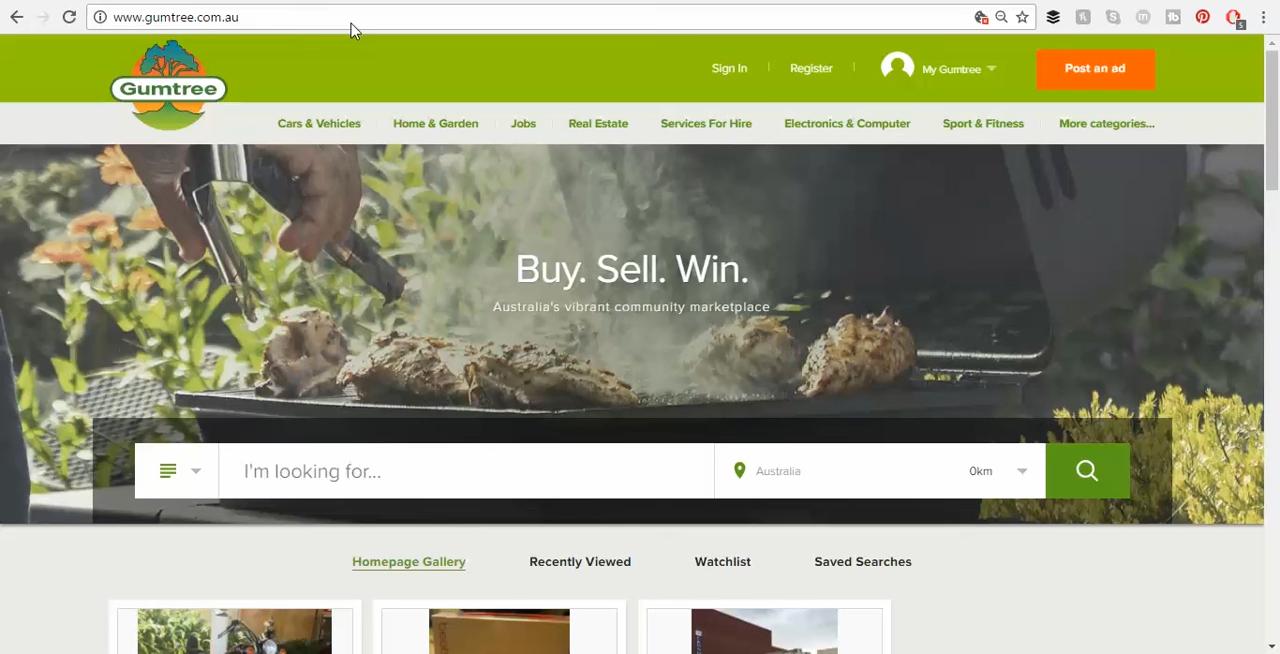 www.gumtree.com.au
Gumtree
Sign In
Register
My Gumtree
Post an ad
Cars & Vehicles
Home & Garden
Jobs
Real Estate
Services For Hire
Electronics & Computer
Sport & Fitness
More categories...
Buy. Sell. Win.
Australia's vibrant community marketplace
I'm looking for...
Australia
0km
Homepage Gallery
Recently Viewed
Watchlist
Saved Searches